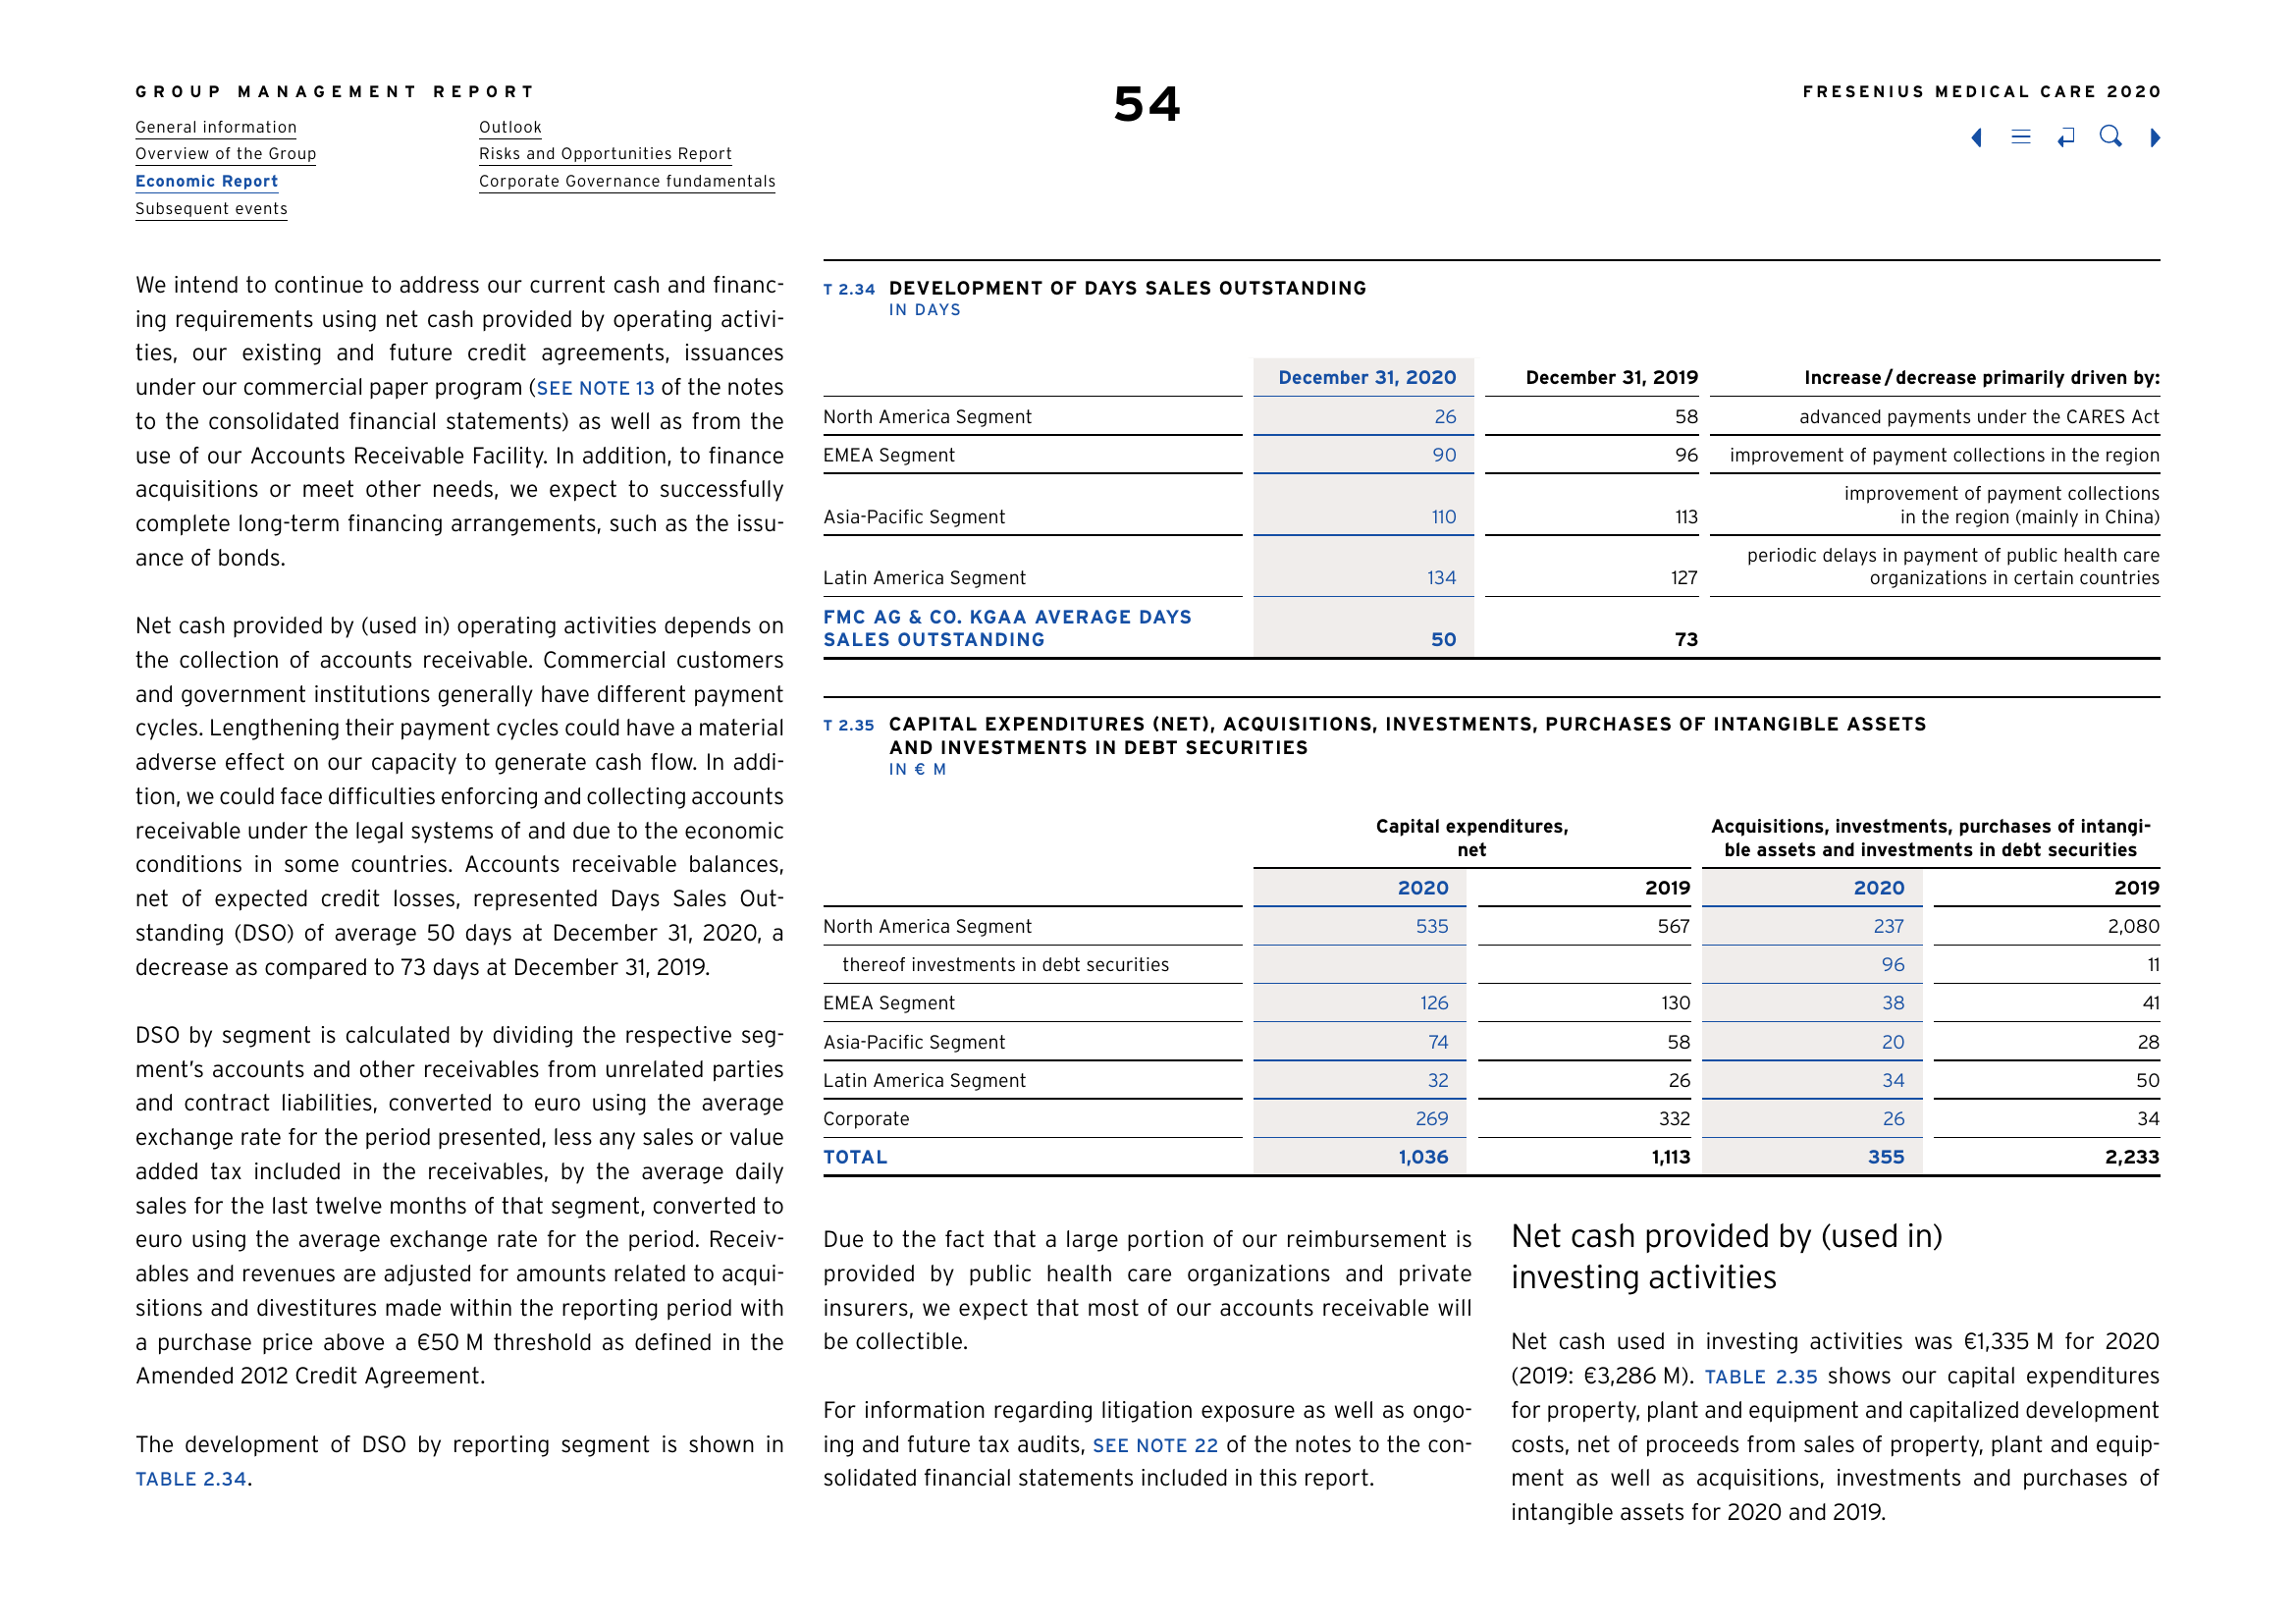 GROUP MANAGEMENT REPORT
General information
Overview of the Group
Economic Report
Subsequent events
Outlook
Risks and Opportunities Report
Corporate Governance fundamentals
54
FRESENIUS MEDICAL CARE 2020
We intend to continue to address our current cash and financ-
ing requirements using net cash provided by operating activi-
ties, our existing and future credit agreements, issuances
under our commercial paper program (SEE NOTE 13 of the notes
to the consolidated financial statements) as well as from the
use of our Accounts Receivable Facility. In addition, to finance
acquisitions or meet other needs, we expect to successfully
complete long-term financing arrangements, such as the issu-
ance of bonds.
Net cash provided by (used in) operating activities depends on
the collection of accounts receivable. Commercial customers
and government institutions generally have different payment
cycles. Lengthening their payment cycles could have a material
adverse effect on our capacity to generate cash flow. In addi-
tion, we could face difficulties enforcing and collecting accounts
receivable under the legal systems of and due to the economic
conditions in some countries. Accounts receivable balances,
net of expected credit losses, represented Days Sales Out-
standing (DSO) of average 50 days at December 31, 2020, a
decrease as compared to 73 days at December 31, 2019.
DSO by segment is calculated by dividing the respective seg-
ment's accounts and other receivables from unrelated parties
and contract liabilities, converted to euro using the average
exchange rate for the period presented, less any sales or value
added tax included in the receivables, by the average daily
sales for the last twelve months of that segment, converted to
euro using the average exchange rate for the period. Receiv-
ables and revenues are adjusted for amounts related to acqui-
sitions and divestitures made within the reporting period with
a purchase price above a €50 M threshold as defined in the
Amended 2012 Credit Agreement.
The development of DSO by reporting segment is shown in
TABLE 2.34.
T 2.34 DEVELOPMENT OF DAYS SALES OUTSTANDING
IN DAYS
December 31, 2020 December 31, 2019 Increase / decrease primarily driven by:
North America Segment 26 58 advanced payments under the CARES Act
EMEA Segment 90 96 improvement of payment collections in the region
improvement of payment collections
Asia-Pacific Segment 110 113 in the region (mainly in China)
periodic delays in payment of public health care
Latin America Segment 134 127 organizations in certain countries
FMC AG & CO. KGAA AVERAGE DAYS
SALES OUTSTANDING 50 73
T 2.35 CAPITAL EXPENDITURES (NET), ACQUISITIONS, INVESTMENTS, PURCHASES OF INTANGIBLE ASSETS
AND INVESTMENTS IN DEBT SECURITIES
IN € M
Capital expenditures, Acquisitions, investments, purchases of intangi-
net ble assets and investments in debt securities
2020 2019 2020 2019
North America Segment 535 567 237 2,080
thereof investments in debt securities 96 11
EMEA Segment 126 130 38 41
Asia-Pacific Segment 74 58 20 28
Latin America Segment 32 26 34 50
Corporate 269 332 26 34
TOTAL 1,036 1,113 355 2,233
Due to the fact that a large portion of our reimbursement is
provided by public health care organizations and private
insurers, we expect that most of our accounts receivable will
be collectible.
For information regarding litigation exposure as well as ongo-
ing and future tax audits, SEE NOTE 22 of the notes to the con-
solidated financial statements included in this report.
Net cash provided by (used in)
investing activities
Net cash used in investing activities was €1,335 M for 2020
(2019: €3,286 M). TABLE 2.35 shows our capital expenditures
for property, plant and equipment and capitalized development
costs, net of proceeds from sales of property, plant and equip-
ment as well as acquisitions, investments and purchases of
intangible assets for 2020 and 2019.